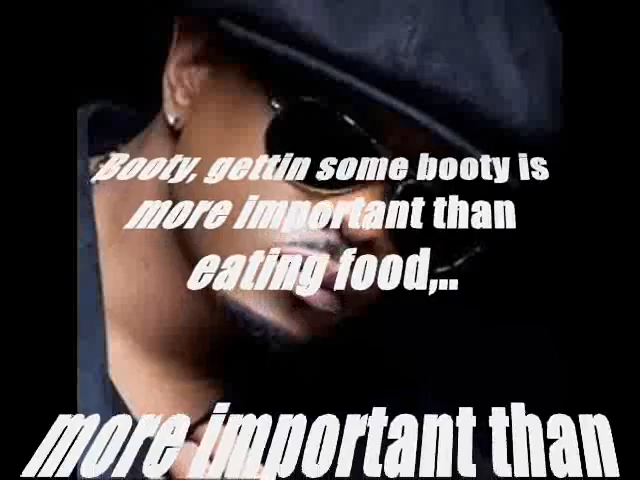 Booty, gettin some booty is
more important than
eating food,..
more important than